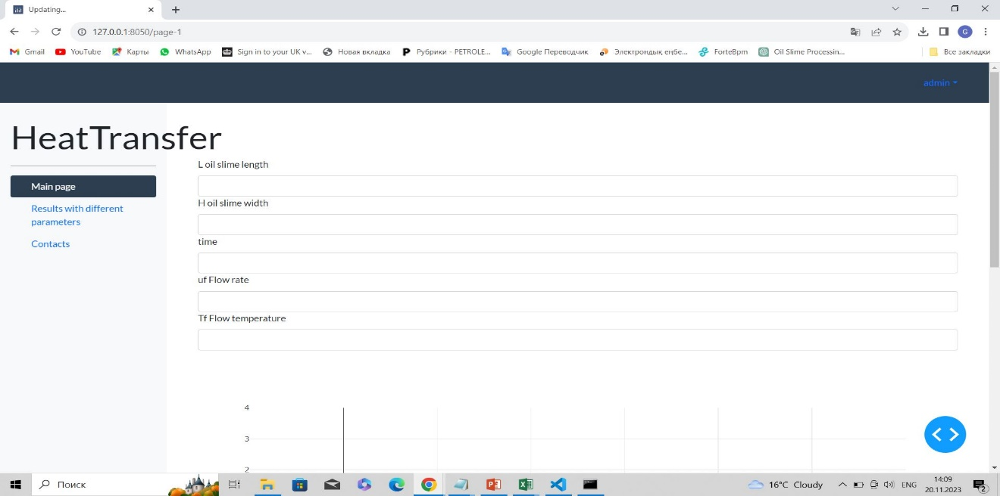 Updating...
127.0.0.1:8050/page-1
G
Gmail YouTube Карты WhatsApp Sign in to your UK v... Новая вкладка Рубрики - PETROLE... Google Переводчик Электрондық еңбе... ForteBpm Oil Slime Processin... Все закладки
admin
HeatTransfer
L oil slime length
Main page
H oil slime width
Results with different
parameters
time
Contacts
uf Flow rate
Tf Flow temperature
4
3
2
Поиск
16°C Cloudy
ENG
14:09
20.11.2023
2